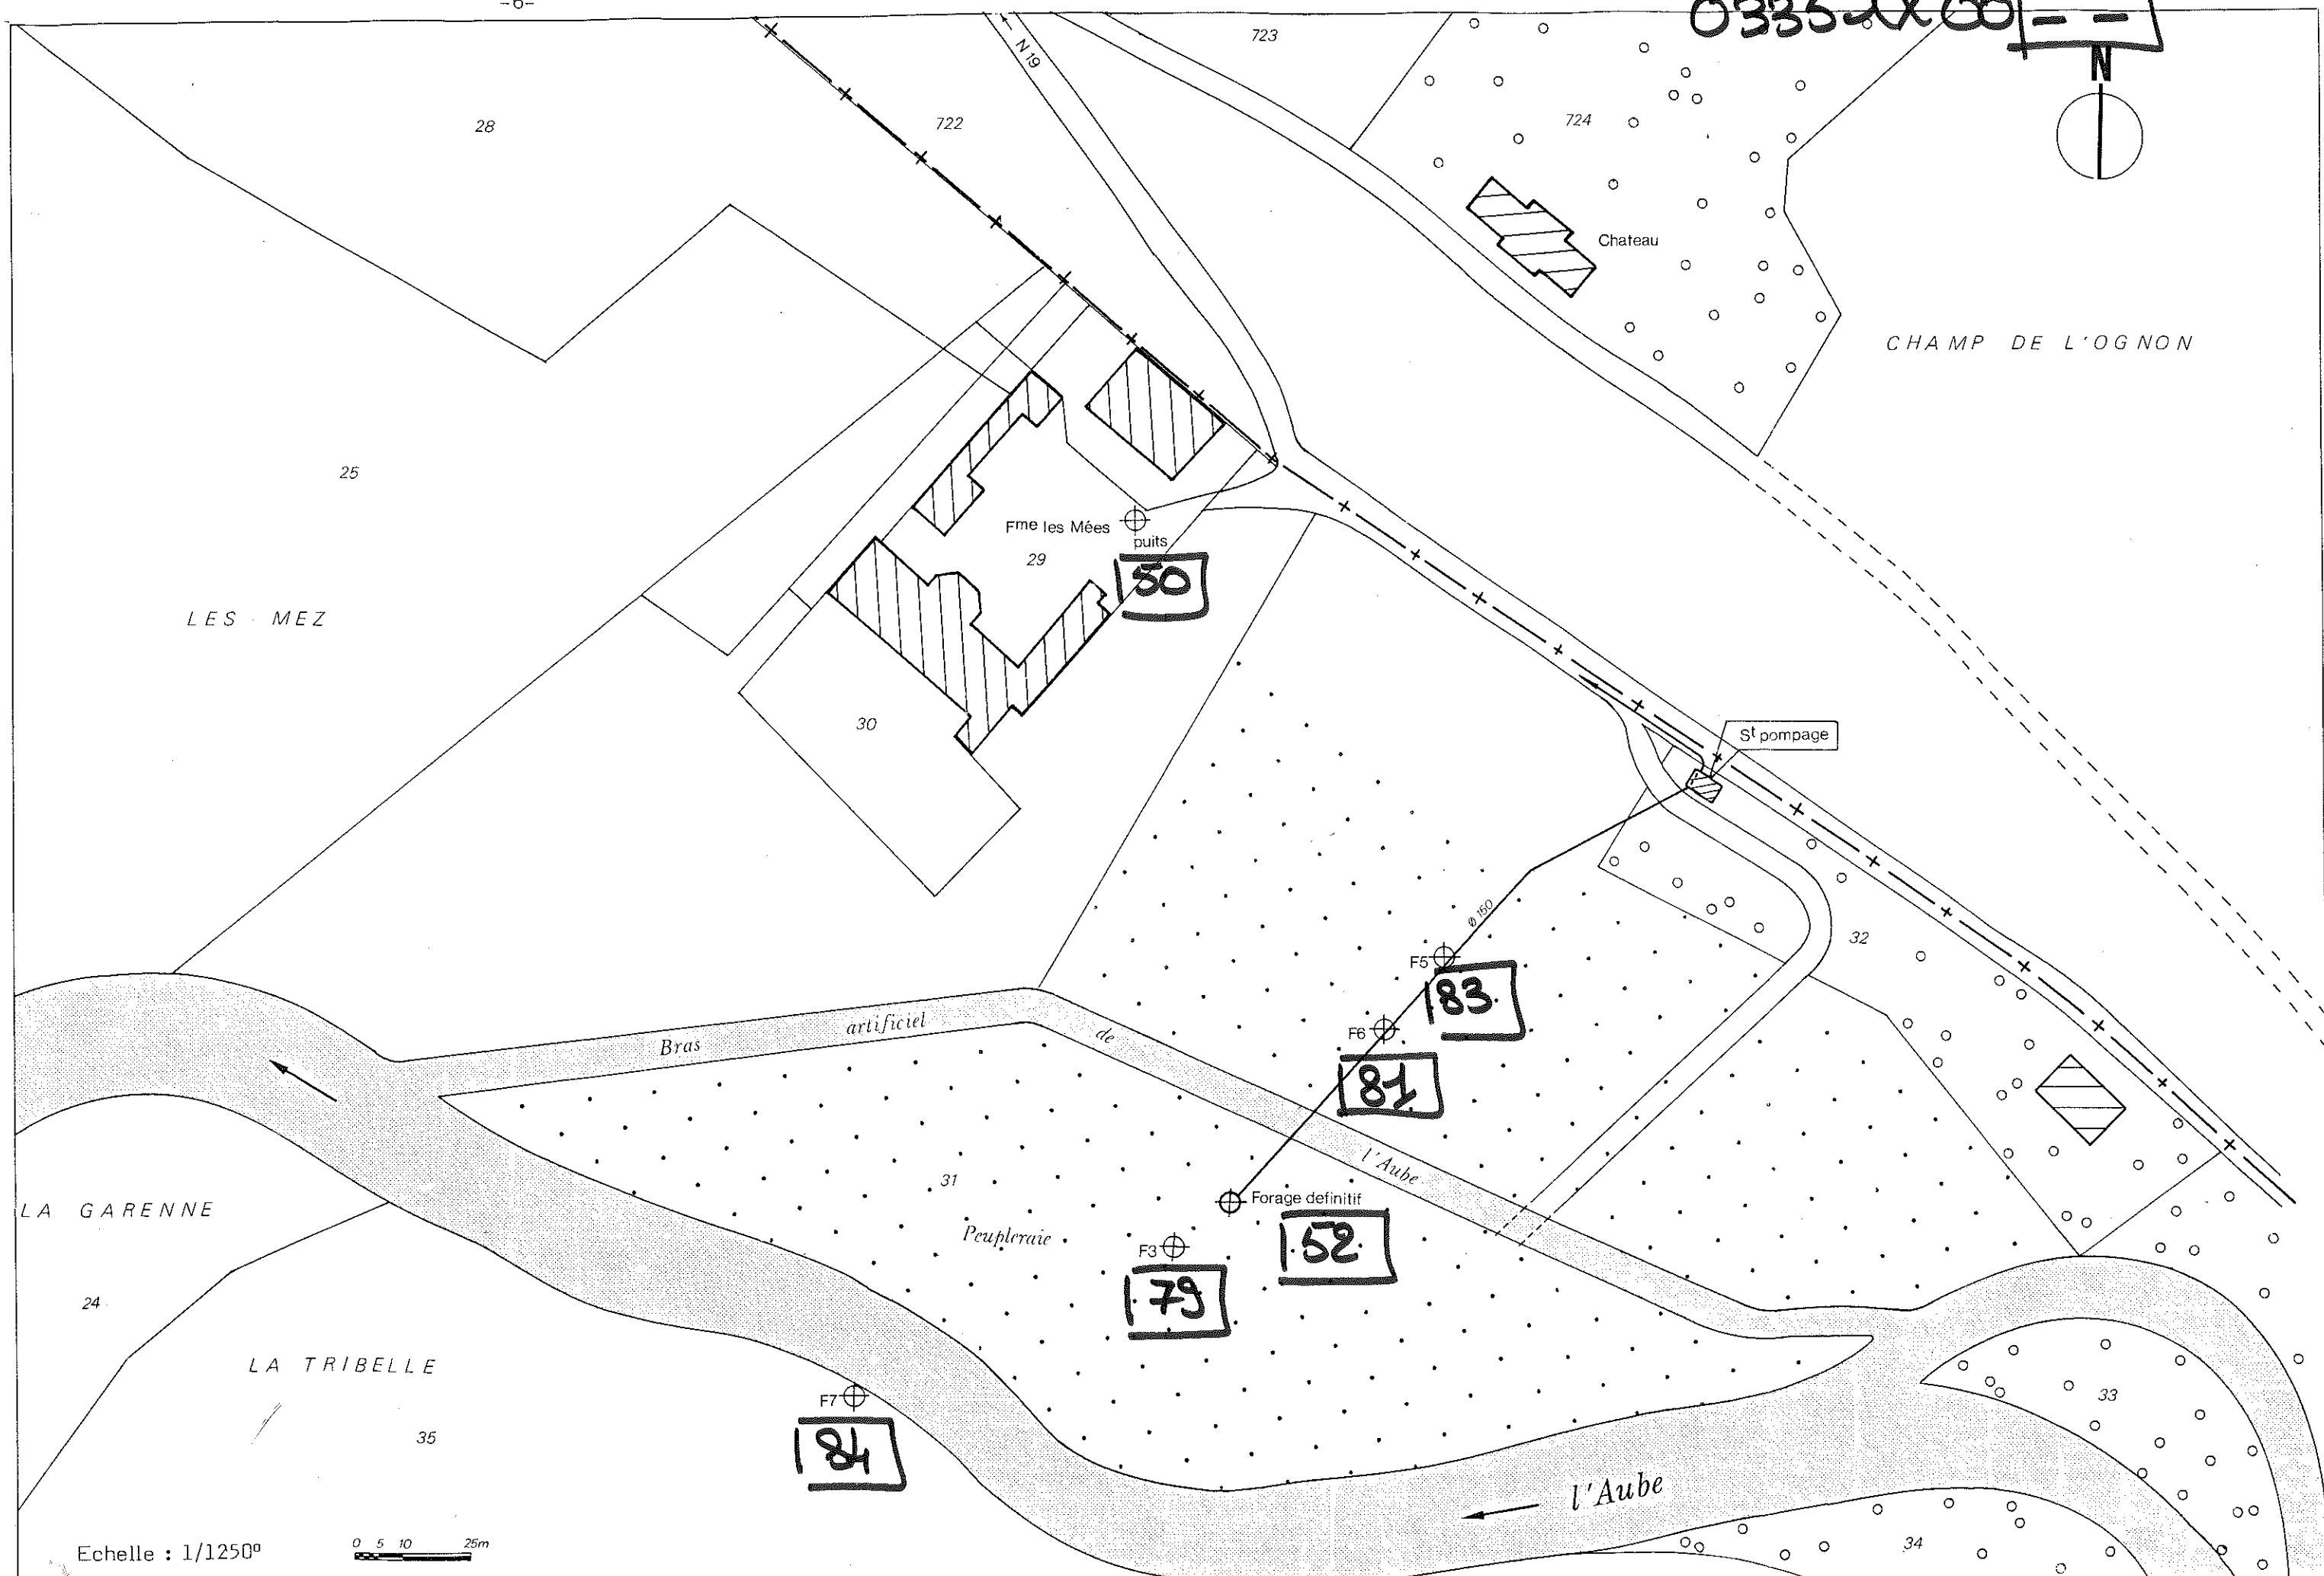 -6-
03351X00 - -
N
N 19
723
28
722
724
Chateau
CHAMP DE L'OGNON
25
Fme les Mées
puits
29
50
LES MEZ
30
St pompage
ø 150
32
F5
83
artificiel
F6
Bras
de
81
l'Aube
31
Forage definitif
LA GARENNE
Peupleraie
52
F3
79
24
LA TRIBELLE
33
F7
35
84
l'Aube
34
Echelle : 1/1250º
0 5 10 25m